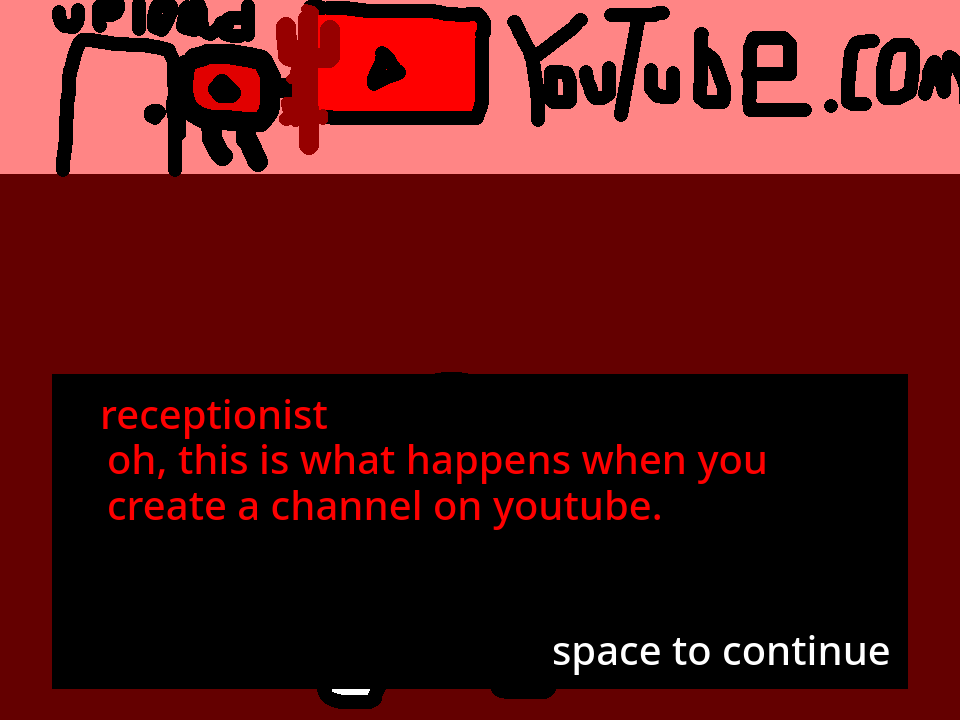 upload
YouTube.com
receptionist
oh, this is what happens when you
create a channel on youtube.
space to continue